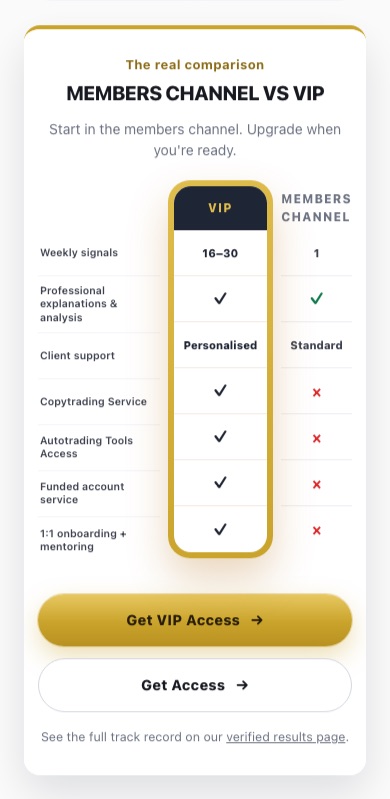 The real comparison
MEMBERS CHANNEL VS VIP
Start in the members channel. Upgrade when
you're ready.
VIP
MEMBERS
CHANNEL
Weekly signals
16–30
1
Professional
explanations &
analysis
Client support
Personalised
Standard
Copytrading Service
Autotrading Tools
Access
Funded account
service
1:1 onboarding +
mentoring
Get VIP Access →
Get Access →
See the full track record on our verified results page.